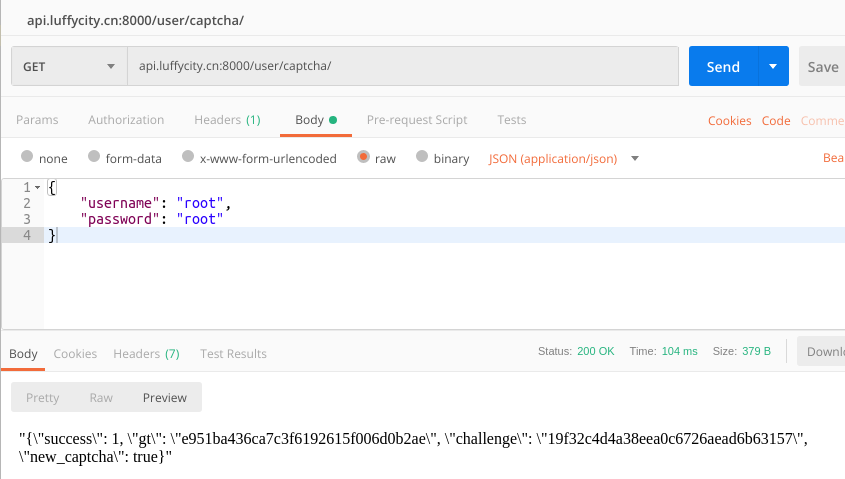 api.luffycity.cn:8000/user/captcha/
GET api.luffycity.cn:8000/user/captcha/ Send Save
Params Authorization Headers (1) Body Pre-request Script Tests Cookies Code Comme
none form-data x-www-form-urlencoded raw binary JSON (application/json) Bea
1 {
2 "username": "root",
3 "password": "root"
4 }
Body Cookies Headers (7) Test Results Status: 200 OK Time: 104 ms Size: 379 B Downlo
Pretty Raw Preview
"{\"success\": 1, \"gt\": \"e951ba436ca7c3f6192615f006d0b2ae\", \"challenge\": \"19f32c4d4a38eea0c6726aead6b63157\",
\"new_captcha\": true}"